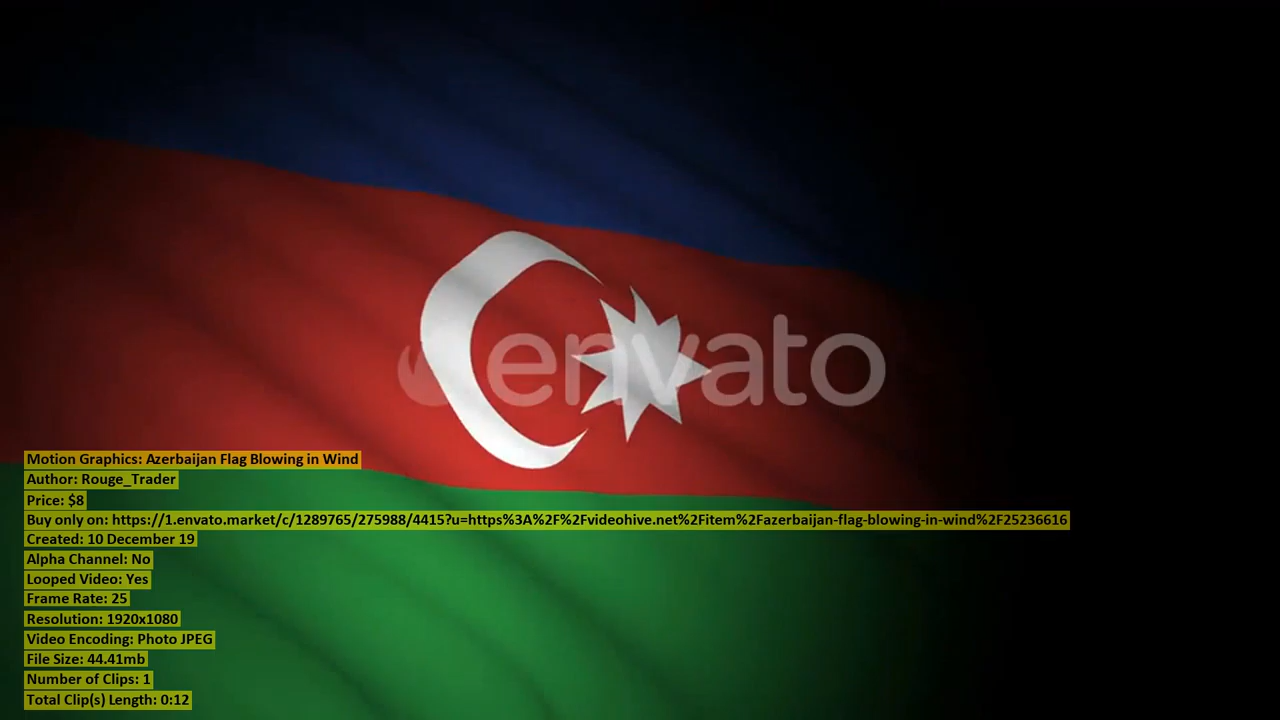 envato
Motion Graphics: Azerbaijan Flag Blowing in Wind
Author: Rouge_Trader
Price: $8
Buy only on: https://1.envato.market/c/1289765/275988/4415?u=https%3A%2F%2Fvideohive.net%2Fitem%2Fazerbaijan-flag-blowing-in-wind%2F25236616
Created: 10 December 19
Alpha Channel: No
Looped Video: Yes
Frame Rate: 25
Resolution: 1920x1080
Video Encoding: Photo JPEG
File Size: 44.41mb
Number of Clips: 1
Total Clip(s) Length: 0:12